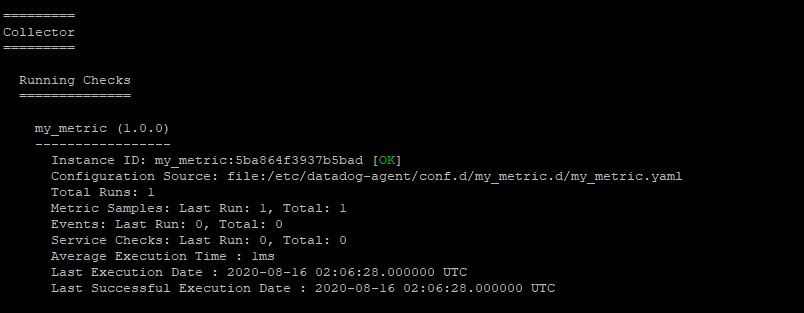 =========
Collector
=========
Running Checks
==============
my_metric (1.0.0)
-----------------
Instance ID: my_metric:5ba864f3937b5bad [OK]
Configuration Source: file:/etc/datadog-agent/conf.d/my_metric.d/my_metric.yaml
Total Runs: 1
Metric Samples: Last Run: 1, Total: 1
Events: Last Run: 0, Total: 0
Service Checks: Last Run: 0, Total: 0
Average Execution Time : 1ms
Last Execution Date : 2020-08-16 02:06:28.000000 UTC
Last Successful Execution Date : 2020-08-16 02:06:28.000000 UTC